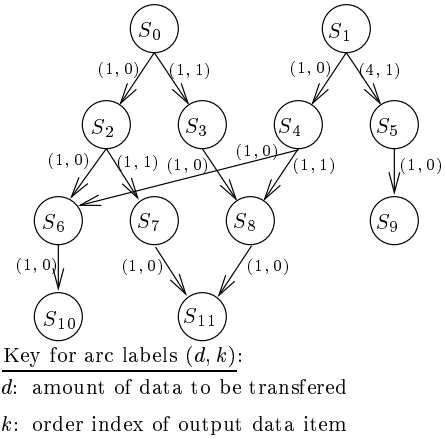 S0 S1
(1, 0) (1, 1) (1, 0) (4, 1)
S2 S3 S4 S5
(1, 0) (1, 1) (1, 0) (1, 0) (1, 1) (1, 0)
S6 S7 S8 S9
(1, 0) (1, 0) (1, 0)
S10 S11
Key for arc labels (d, k):
d: amount of data to be transfered
k: order index of output data item